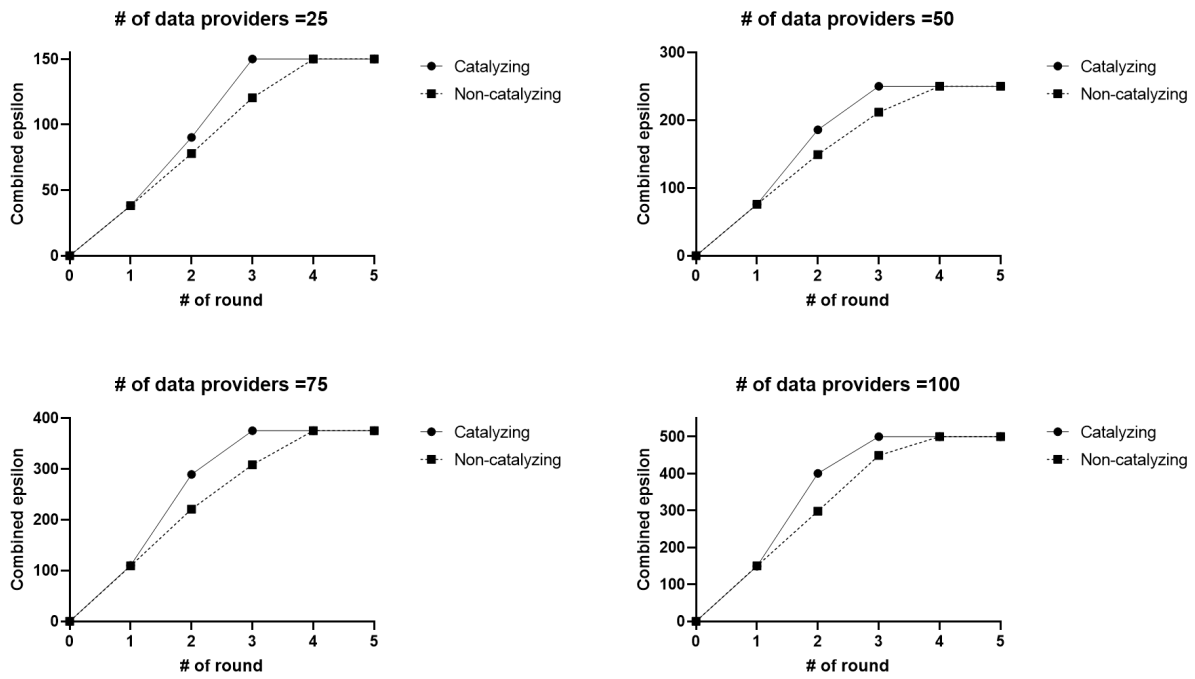 # of data providers =25
150
100
50
0
Combined epsilon
0 1 2 3 4 5
# of round
Catalyzing
Non-catalyzing
# of data providers =50
300
200
100
0
Combined epsilon
0 1 2 3 4 5
# of round
Catalyzing
Non-catalyzing
# of data providers =75
400
300
200
100
0
Combined epsilon
0 1 2 3 4 5
# of round
Catalyzing
Non-catalyzing
# of data providers =100
500
400
300
200
100
0
Combined epsilon
0 1 2 3 4 5
# of round
Catalyzing
Non-catalyzing